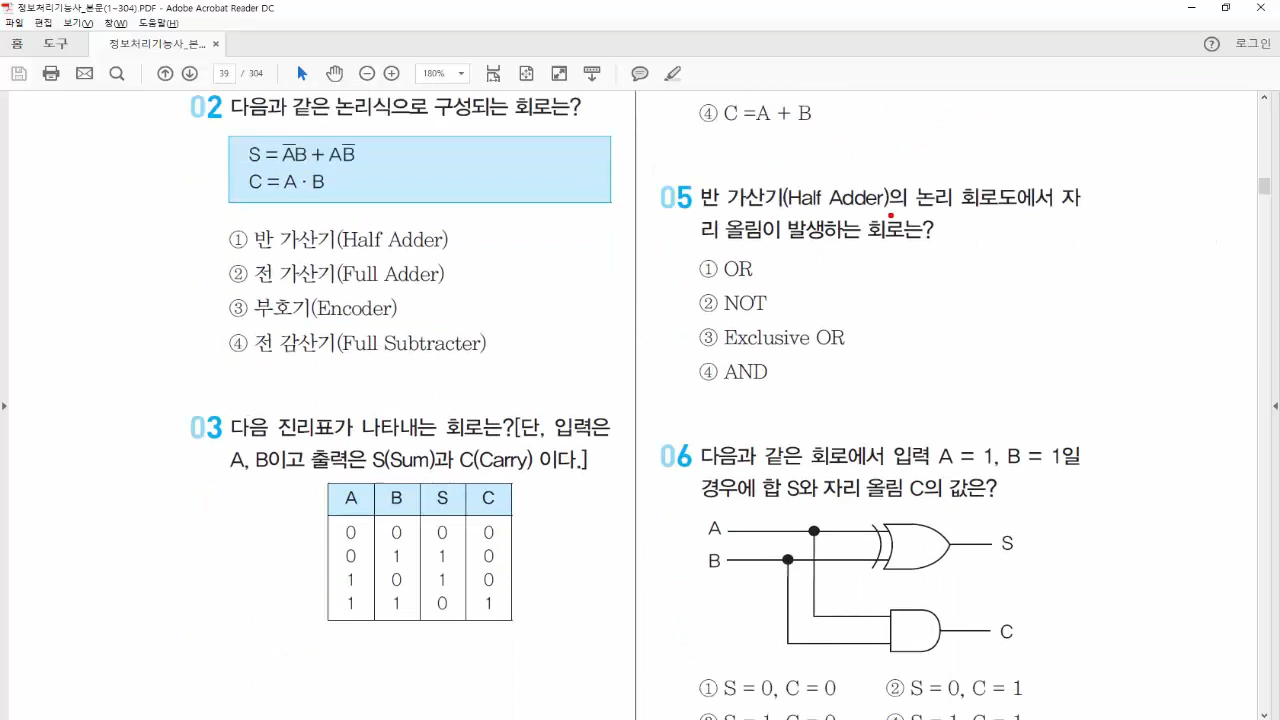 정보처리기능사_본문(1~304).PDF - Adobe Acrobat Reader DC
파일 편집 보기(V) 창(W) 도움말(H)
홈 도구 정보처리기능사_본... × 로그인
39 / 304 180%
02 다음과 같은 논리식으로 구성되는 회로는?
S = A̅B + AB̅
C = A · B
① 반 가산기(Half Adder)
② 전 가산기(Full Adder)
③ 부호기(Encoder)
④ 전 감산기(Full Subtracter)
03 다음 진리표가 나타내는 회로는?[단, 입력은
A, B이고 출력은 S(Sum)과 C(Carry) 이다.]
A B S C
0 0 0 0
0 1 1 0
1 0 1 0
1 1 0 1
④ C =A + B
05 반 가산기(Half Adder)의 논리 회로도에서 자
리 올림이 발생하는 회로는?
① OR
② NOT
③ Exclusive OR
④ AND
06 다음과 같은 회로에서 입력 A = 1, B = 1일
경우에 합 S와 자리 올림 C의 값은?
A
S
B
C
① S = 0, C = 0 ② S = 0, C = 1
③ S = 1, C = 0 ④ S = 1, C = 1